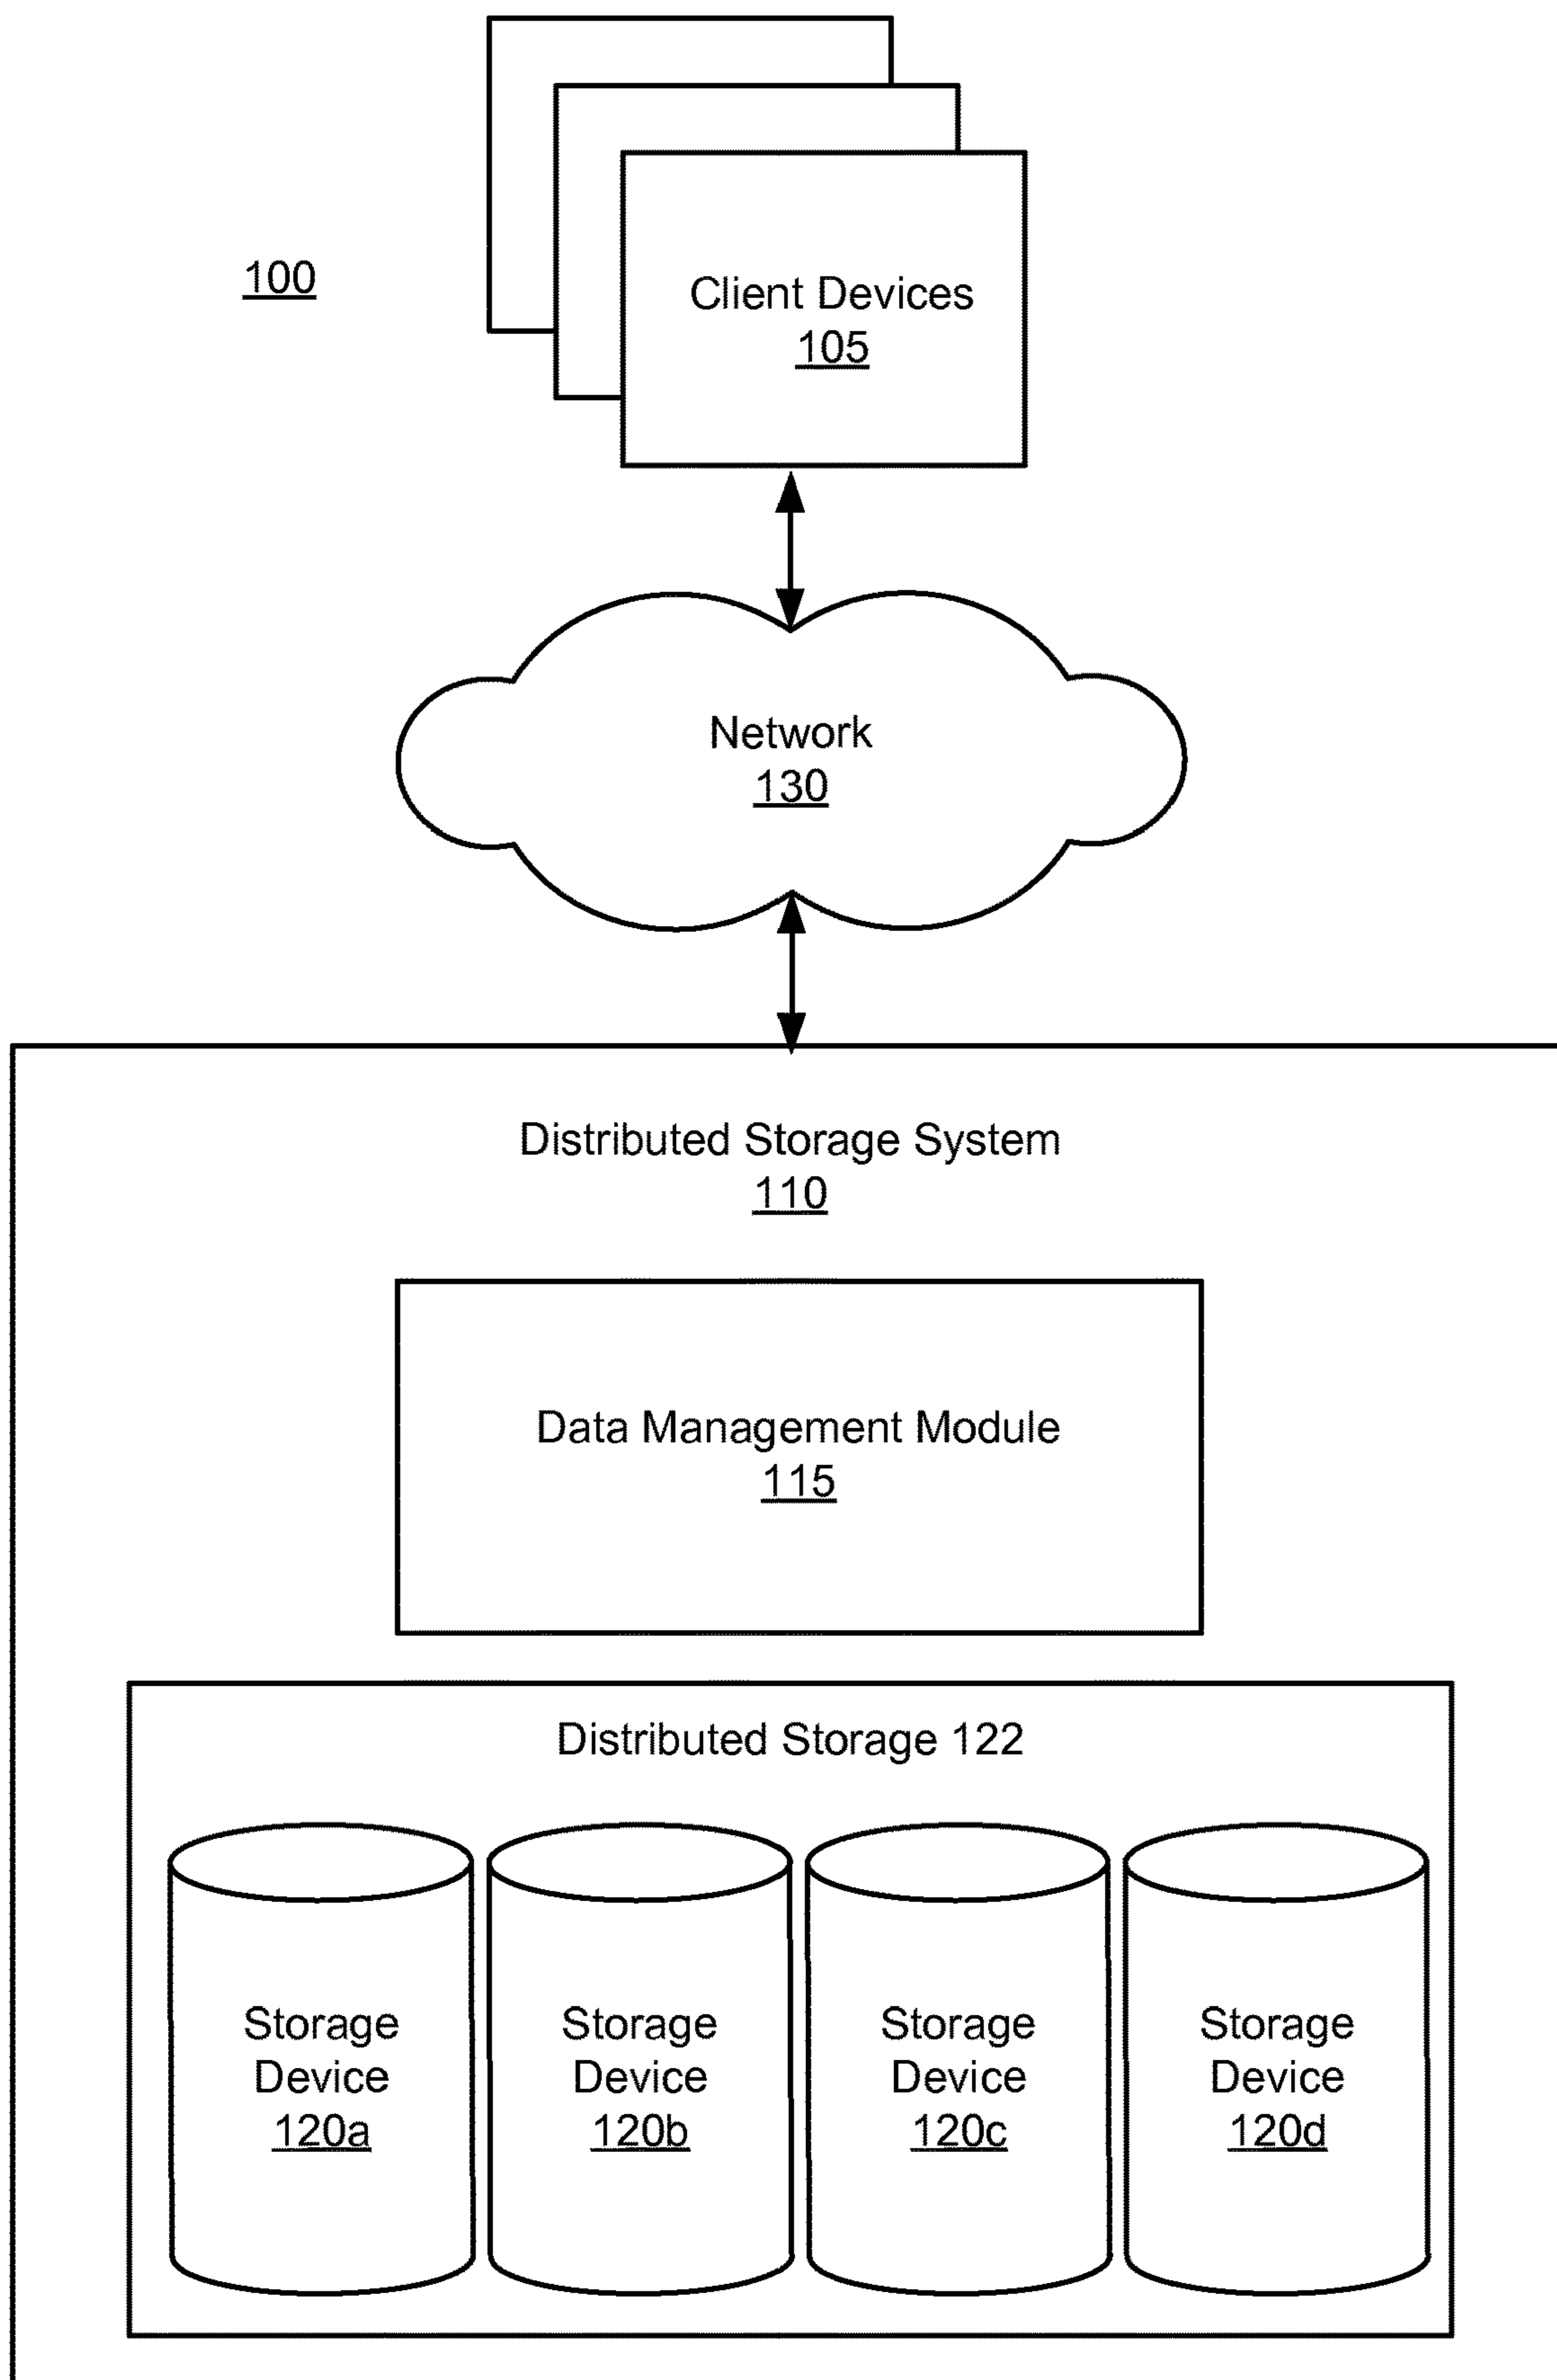 100
Client Devices
105
Network
130
Distributed Storage System
110
Data Management Module
115
Distributed Storage 122
Storage
Device
120a
Storage
Device
120b
Storage
Device
120c
Storage
Device
120d